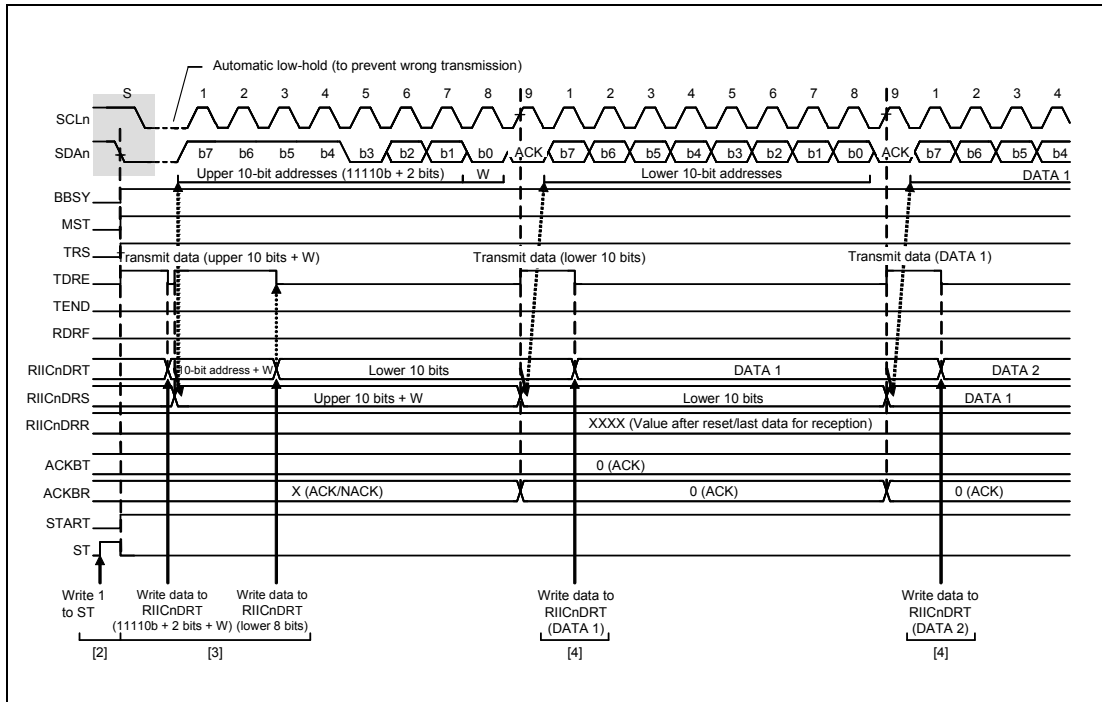 Automatic low-hold (to prevent wrong transmission)
S 1 2 3 4 5 6 7 8 9 1 2 3 4 5 6 7 8 9 1 2 3 4
SCLn
SDAn b7 b6 b5 b4 b3 b2 b1 b0 ACK b7 b6 b5 b4 b3 b2 b1 b0 ACK b7 b6 b5 b4
Upper 10-bit addresses (11110b + 2 bits) W Lower 10-bit addresses DATA 1
BBSY
MST
TRS
Transmit data (upper 10 bits + W) Transmit data (lower 10 bits) Transmit data (DATA 1)
TDRE
TEND
RDRF
RIICnDRT 10-bit address + W Lower 10 bits DATA 1 DATA 2
RIICnDRS Upper 10 bits + W Lower 10 bits DATA 1
RIICnDRR XXXX (Value after reset/last data for reception)
ACKBT 0 (ACK)
ACKBR X (ACK/NACK) 0 (ACK) 0 (ACK)
START
ST
Write 1 Write data to Write data to Write data to Write data to
to ST RIICnDRT RIICnDRT RIICnDRT RIICnDRT
(11110b + 2 bits + W) (lower 8 bits) (DATA 1) (DATA 2)
[2] [3] [4] [4]